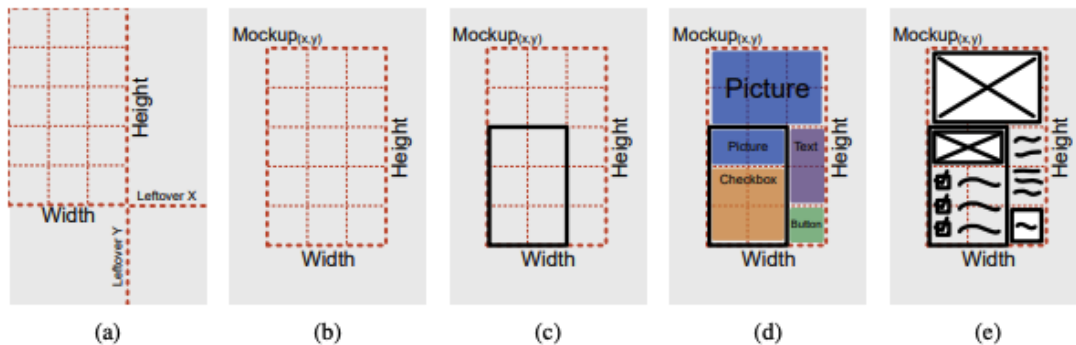 Height
Leftover X
Width
Leftover Y
(a)
Mockup(x,y)
Height
Width
(b)
Mockup(x,y)
Height
Width
(c)
Mockup(x,y)
Picture
Picture
Text
Checkbox
Button
Height
Width
(d)
Mockup(x,y)
Height
Width
(e)